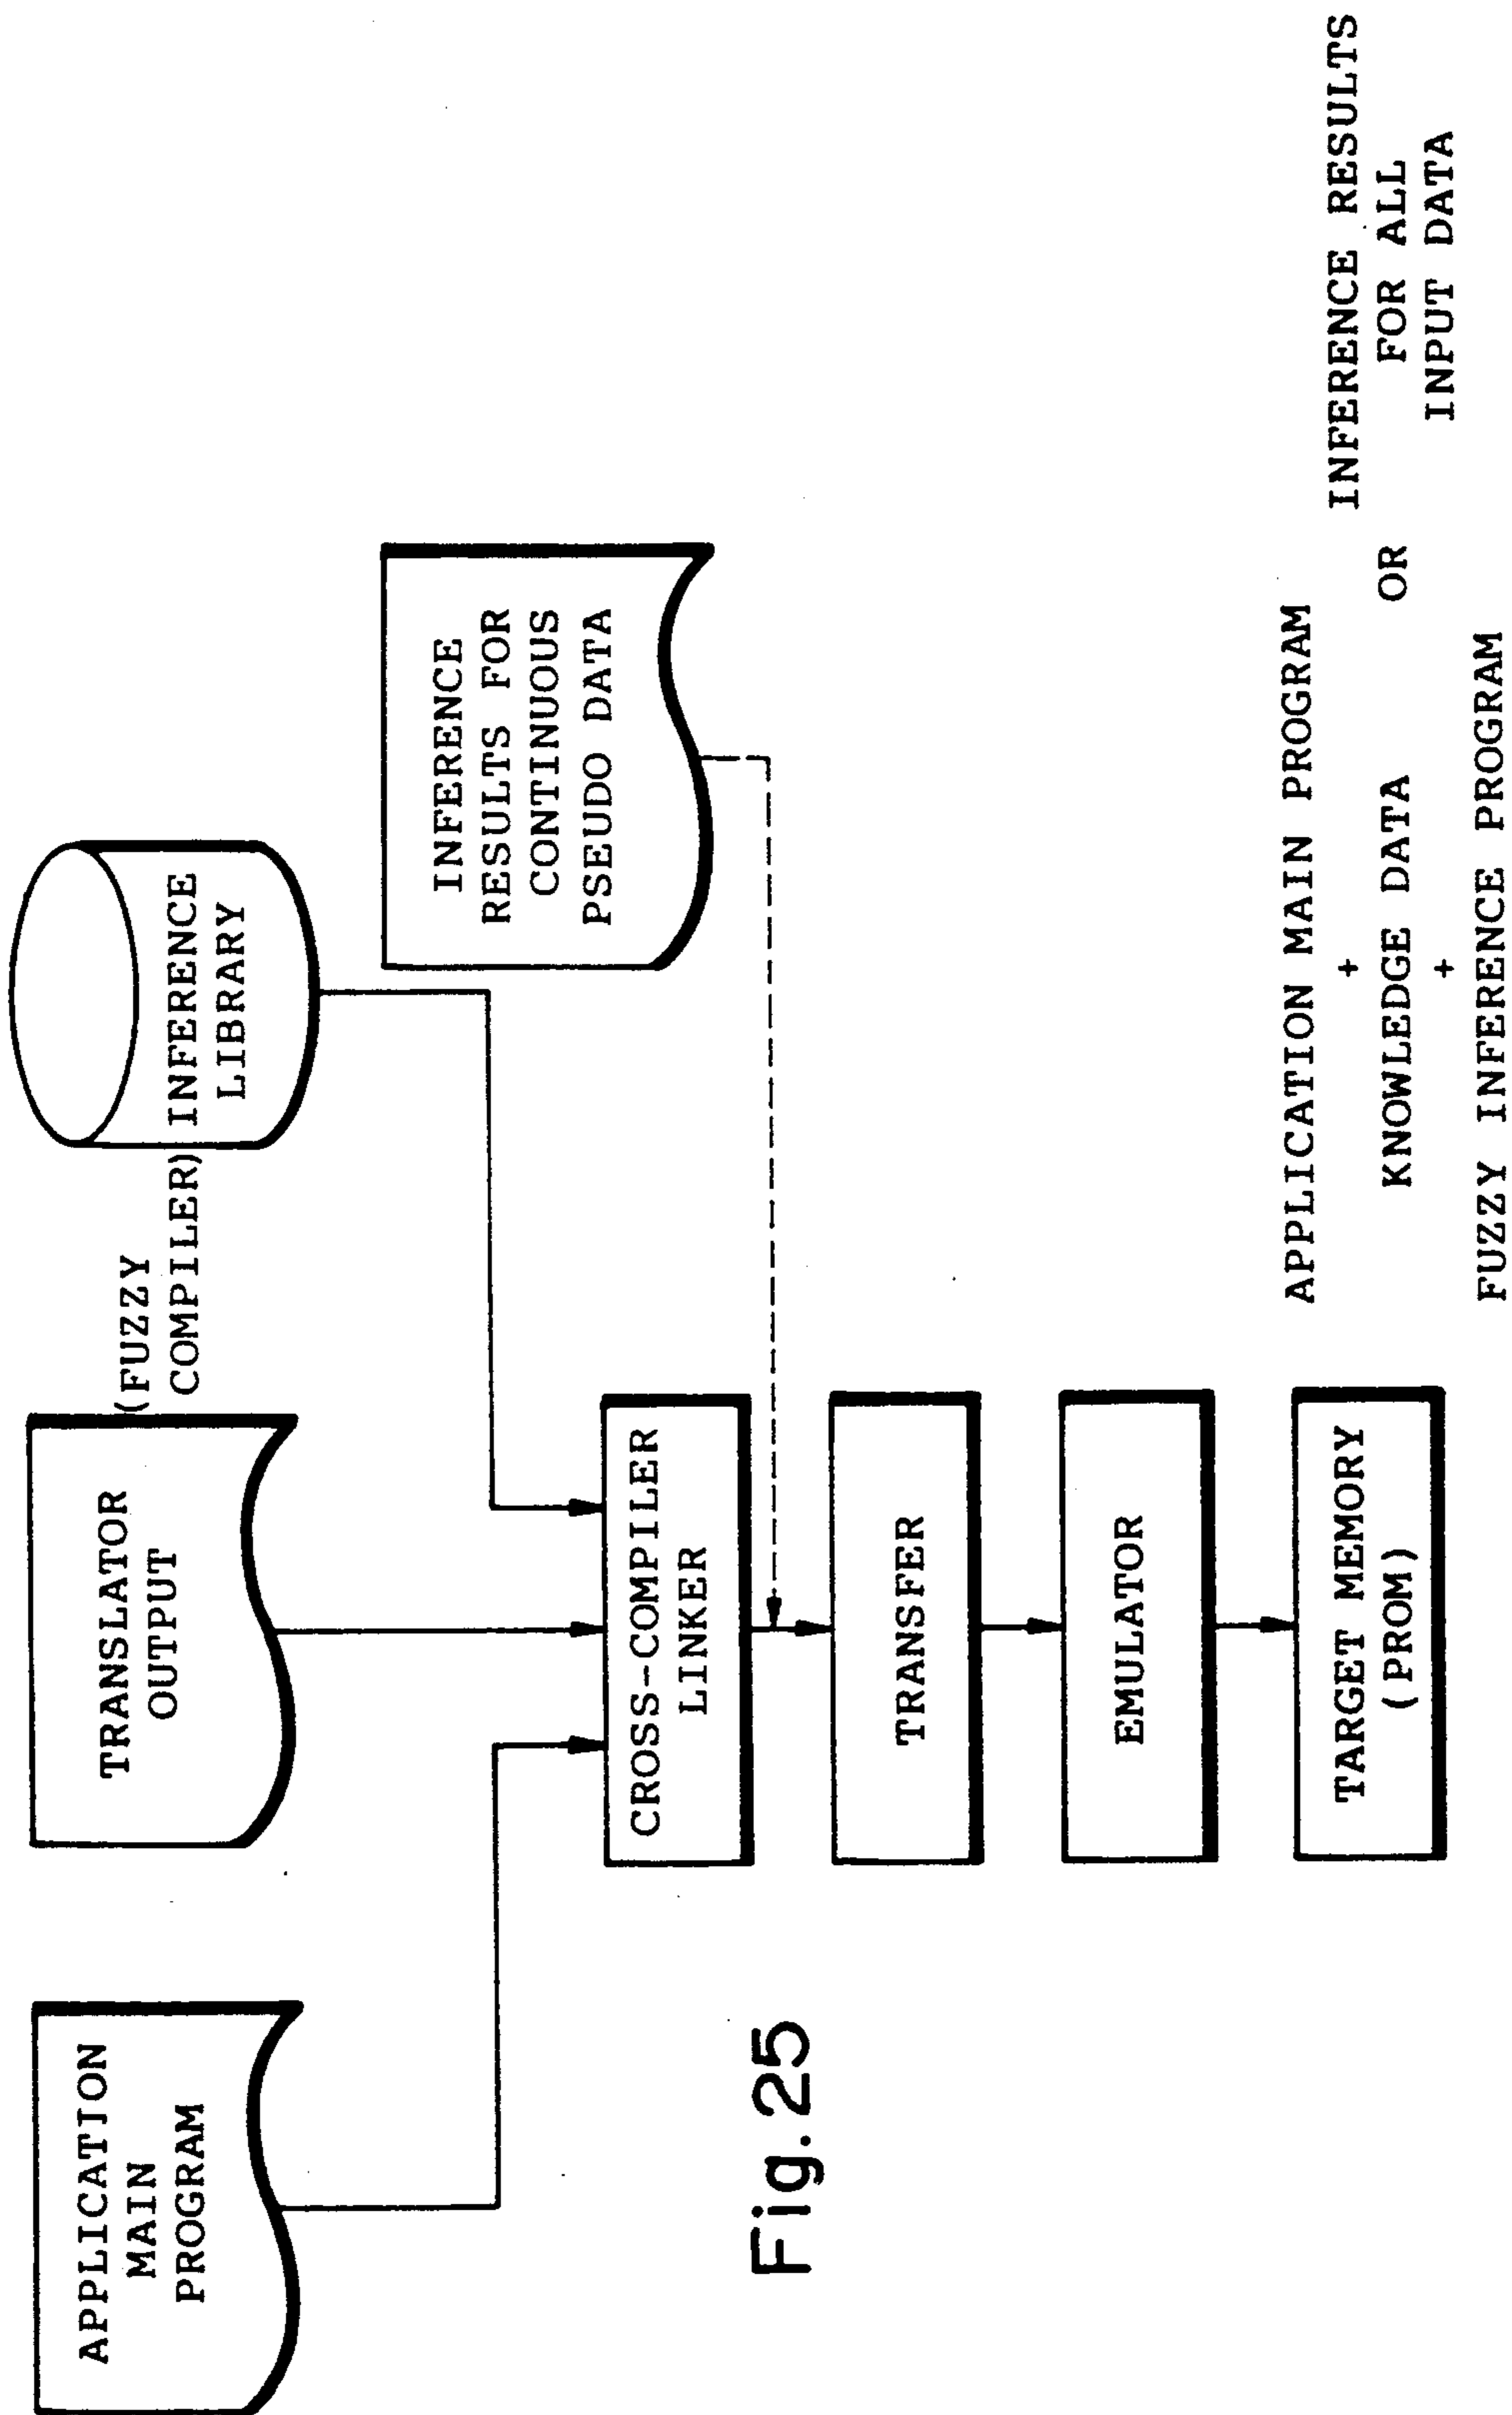 APPLICATION
MAIN
PROGRAM
TRANSLATOR
OUTPUT
(FUZZY
COMPILER)
INFERENCE
LIBRARY
INFERENCE
RESULTS FOR
CONTINUOUS
PSEUDO DATA
CROSS-COMPILER
LINKER
TRANSFER
EMULATOR
TARGET MEMORY
(PROM)
APPLICATION MAIN PROGRAM
+
KNOWLEDGE DATA
+
FUZZY INFERENCE PROGRAM
OR
INFERENCE RESULTS
FOR ALL
INPUT DATA
Fig. 25